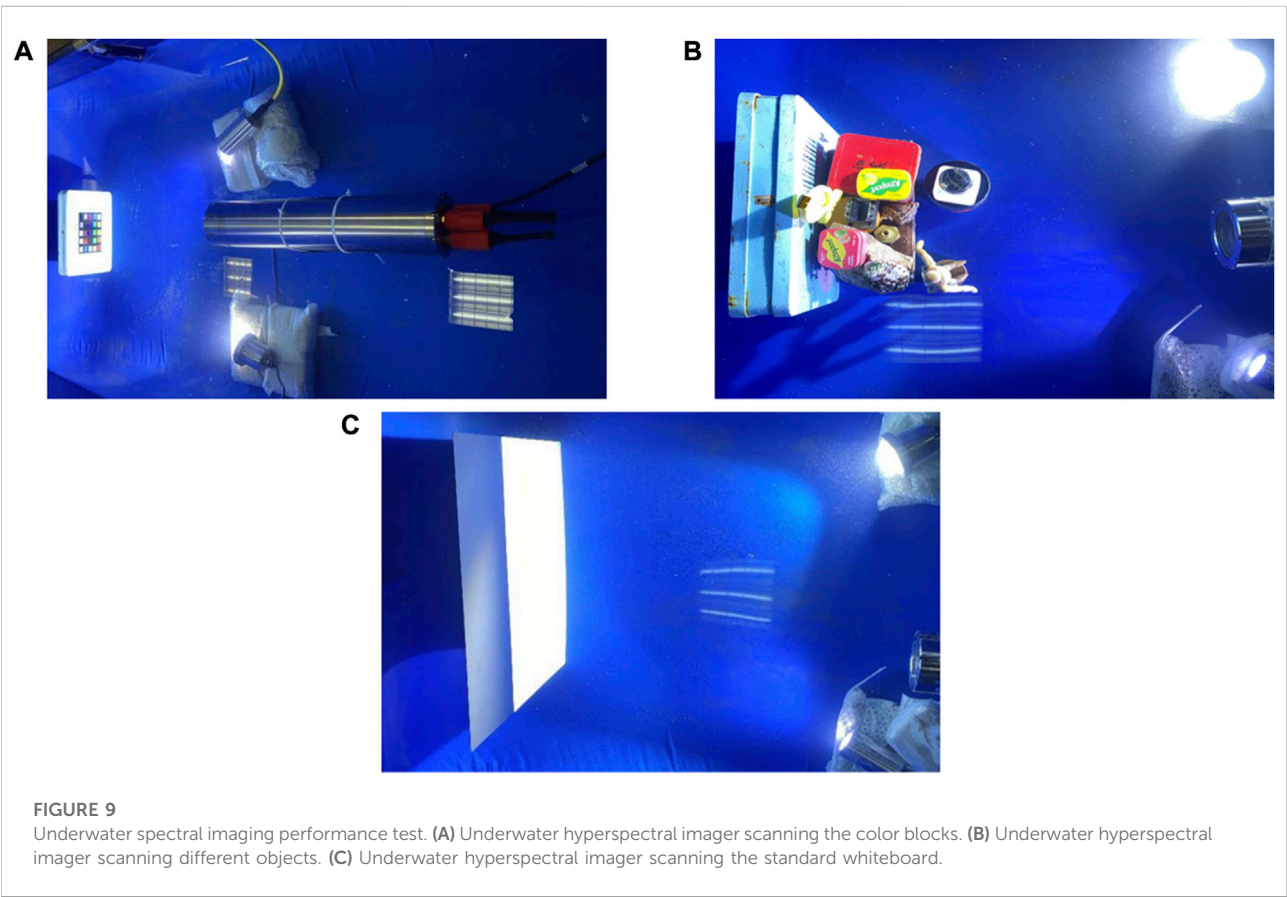 A
B
C
FIGURE 9
Underwater spectral imaging performance test. (A) Underwater hyperspectral imager scanning the color blocks. (B) Underwater hyperspectral
imager scanning different objects. (C) Underwater hyperspectral imager scanning the standard whiteboard.